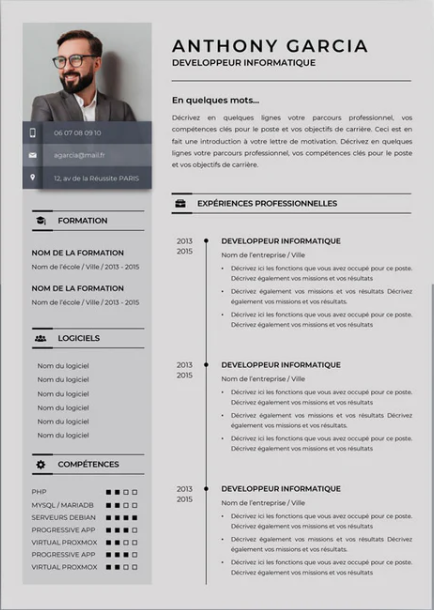 ANTHONY GARCIA
DEVELOPPEUR INFORMATIQUE
06 07 08 09 10
agarcia@mail.fr
12, av de la Réussite PARIS
FORMATION
NOM DE LA FORMATION
Nom de l'école / Ville / 2013 - 2015
NOM DE LA FORMATION
Nom de l'école / Ville / 2013 - 2015
LOGICIELS
Nom du logiciel
Nom du logiciel
Nom du logiciel
Nom du logiciel
Nom du logiciel
Nom du logiciel
COMPÉTENCES
PHP
MYSQL / MARIADB
SERVEURS DEBIAN
PROGRESSIVE APP
VIRTUAL PROXMOX
PROGRESSIVE APP
VIRTUAL PROXMOX
En quelques mots...
Décrivez en quelques lignes votre parcours professionnel, vos
compétences clés pour le poste et vos objectifs de carrière. Ceci est en
fait une introduction à votre lettre de motivation. Décrivez en quelques
lignes votre parcours professionnel, vos compétences clés pour le poste
et vos objectifs de carrière.
EXPÉRIENCES PROFESSIONNELLES
2013
2015
DEVELOPPEUR INFORMATIQUE
Nom de l'entreprise / Ville
• Décrivez ici les fonctions que vous avez occupé pour ce poste.
Décrivez également vos missions et vos résultats
• Décrivez également vos missions et vos résultats Décrivez
également vos missions et vos résultats.
• Décrivez ici les fonctions que vous avez occupé pour ce poste.
Décrivez également vos missions et vos résultats
2013
2015
DEVELOPPEUR INFORMATIQUE
Nom de l'entreprise / Ville
• Décrivez ici les fonctions que vous avez occupé pour ce poste.
Décrivez également vos missions et vos résultats
• Décrivez également vos missions et vos résultats Décrivez
également vos missions et vos résultats.
• Décrivez ici les fonctions que vous avez occupé pour ce poste.
Décrivez également vos missions et vos résultats
2013
2015
DEVELOPPEUR INFORMATIQUE
Nom de l'entreprise / Ville
• Décrivez ici les fonctions que vous avez occupé pour ce poste.
Décrivez également vos missions et vos résultats
• Décrivez également vos missions et vos résultats Décrivez
également vos missions et vos résultats.
• Décrivez ici les fonctions que vous avez occupé pour ce poste.
Décrivez également vos missions et vos résultats